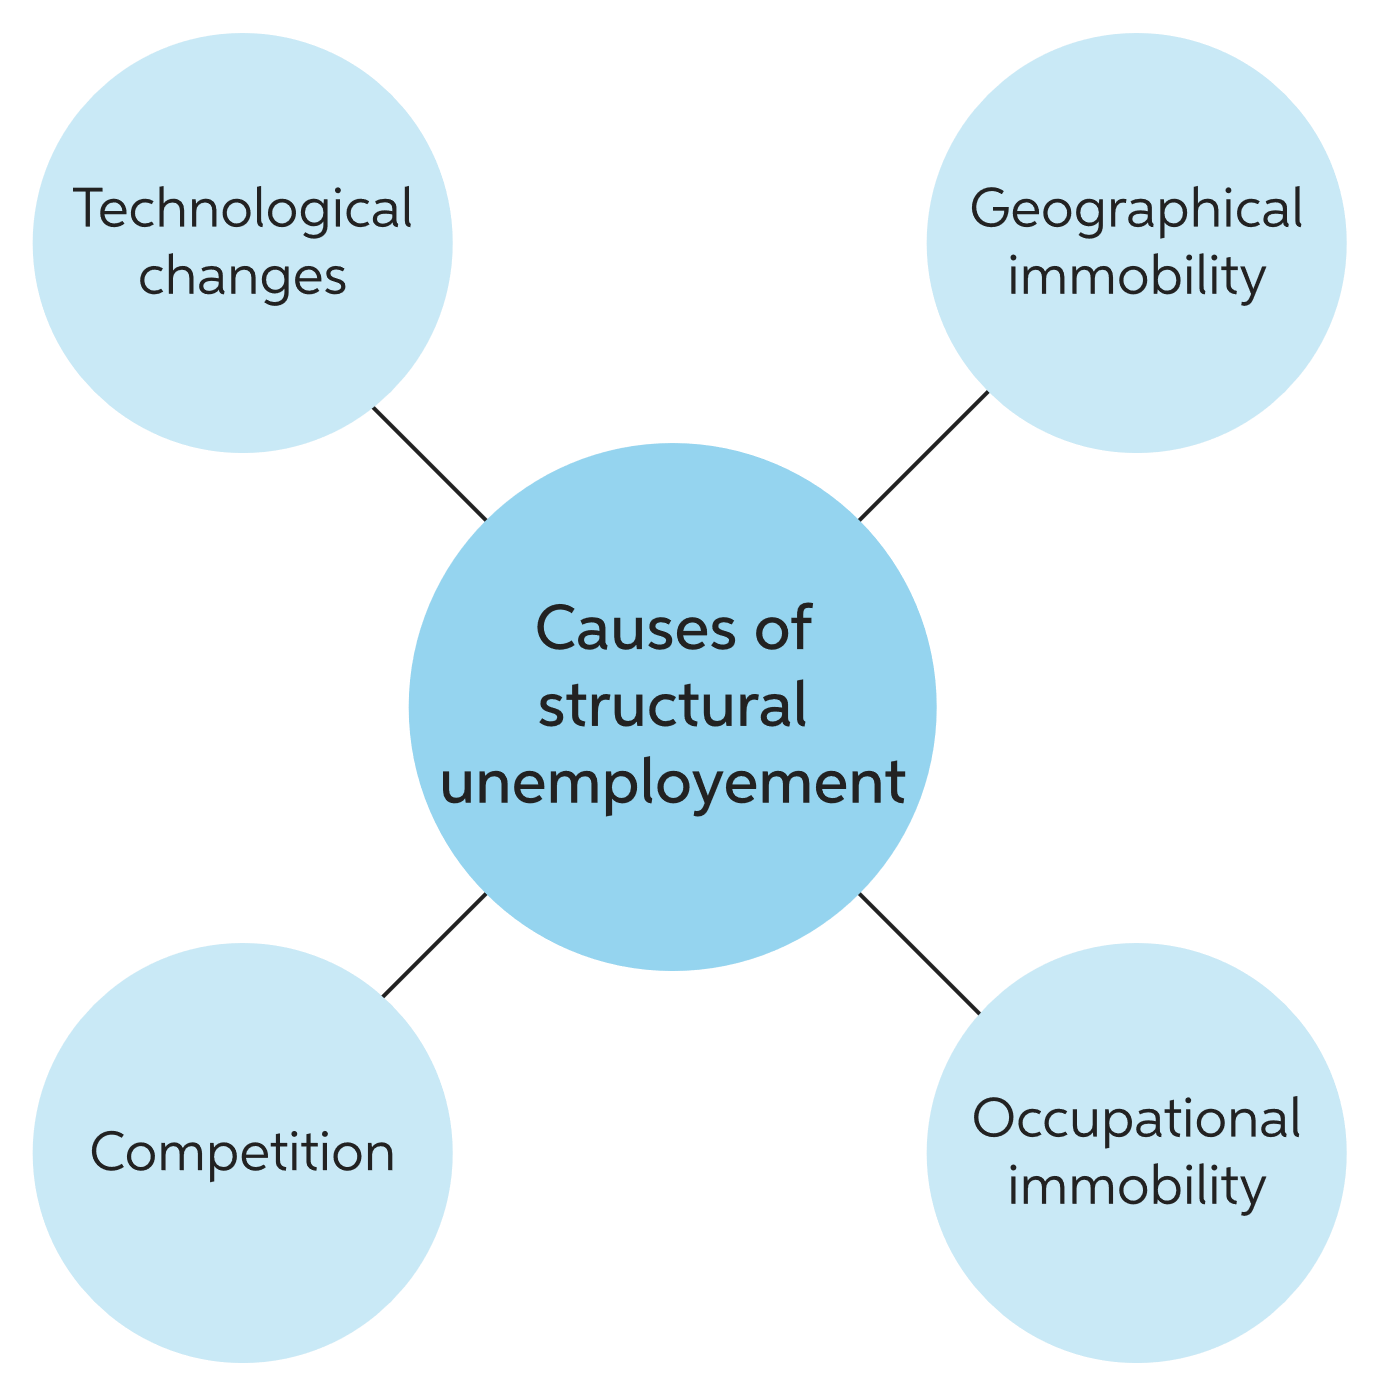 Technological
changes
Geographical
immobility
Causes of
structural
unemployement
Competition
Occupational
immobility